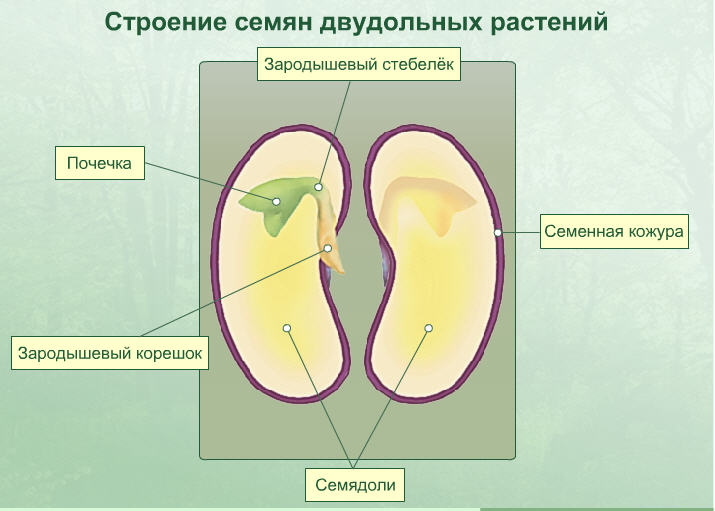 Строение семян двудольных растений
Зародышевый стебелёк
Почечка
Семенная кожура
Зародышевый корешок
Семядоли